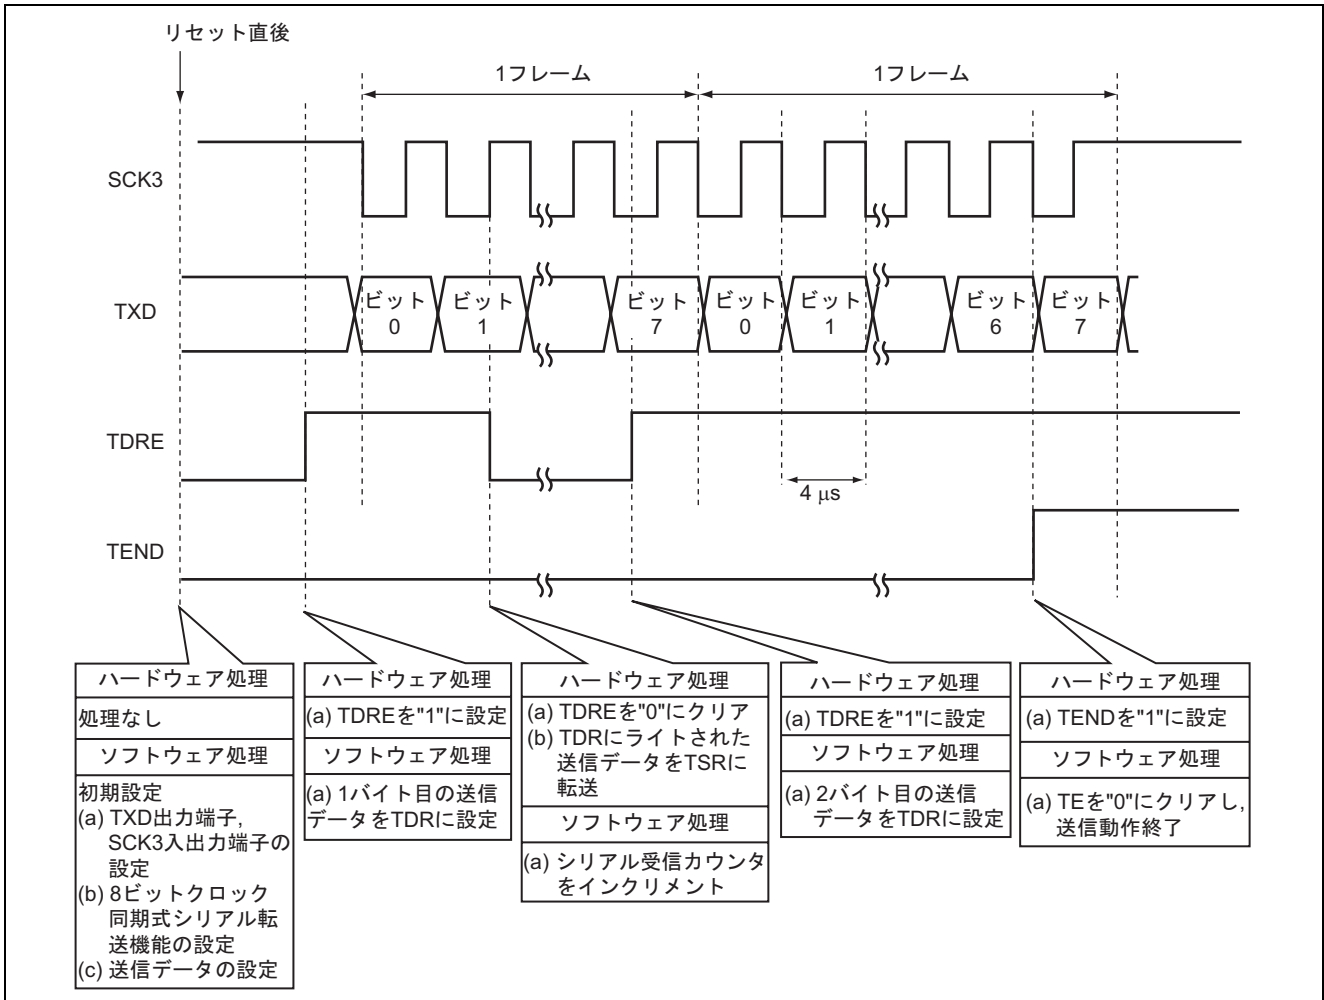 リセット直後
1フレーム
1フレーム
SCK3
TXD
ビット
0
ビット
1
ビット
7
ビット
0
ビット
1
ビット
6
ビット
7
TDRE
4 μs
TEND
ハードウェア処理
処理なし
ソフトウェア処理
初期設定
(a) TXD出力端子,
SCK3入出力端子の
設定
(b) 8ビットクロック
同期式シリアル転
送機能の設定
(c) 送信データの設定
ハードウェア処理
(a) TDREを"1"に設定
ソフトウェア処理
(a) 1バイト目の送信
データをTDRに設定
ハードウェア処理
(a) TDREを"0"にクリア
(b) TDRにライトされた
送信データをTSRに
転送
ソフトウェア処理
(a) シリアル受信カウンタ
をインクリメント
ハードウェア処理
(a) TDREを"1"に設定
ソフトウェア処理
(a) 2バイト目の送信
データをTDRに設定
ハードウェア処理
(a) TENDを"1"に設定
ソフトウェア処理
(a) TEを"0"にクリアし,
送信動作終了